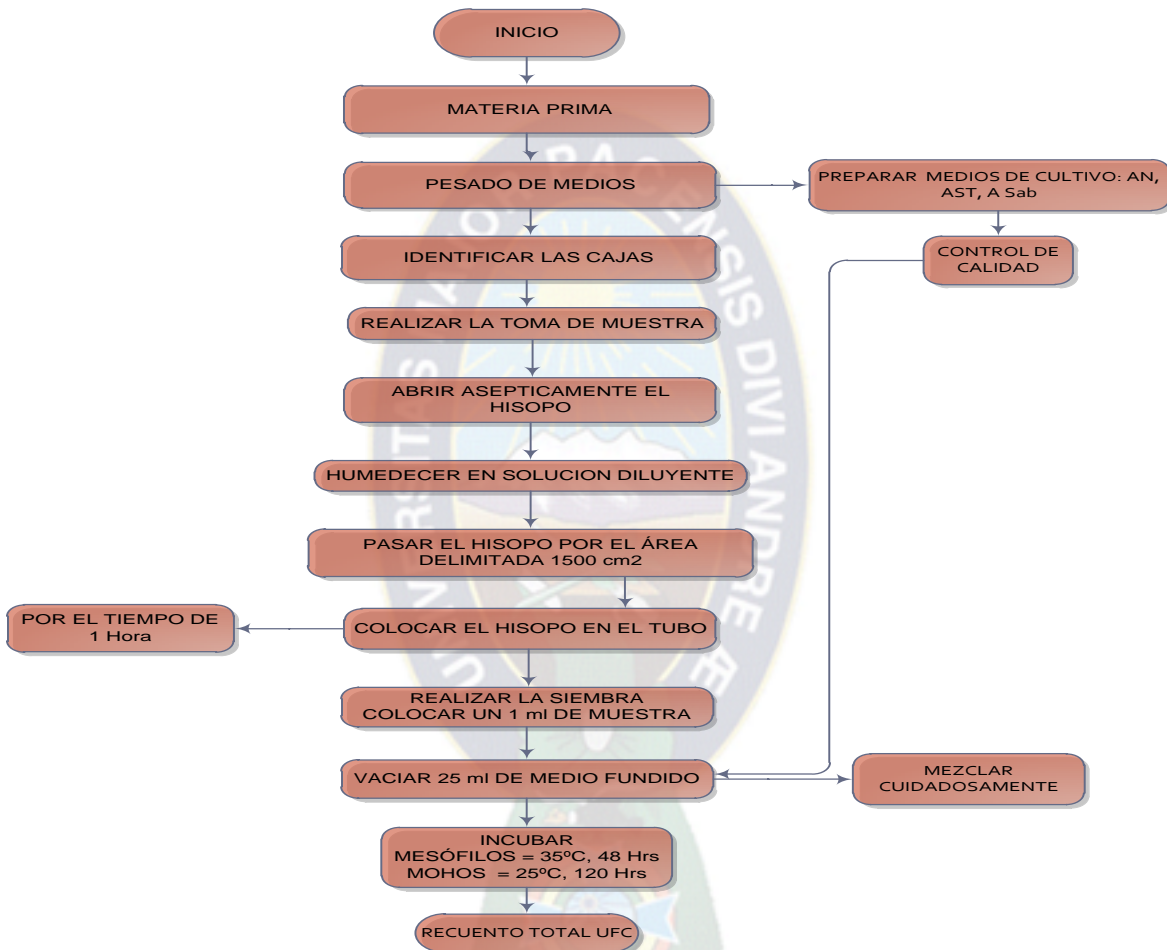 INICIO
MATERIA PRIMA
PESADO DE MEDIOS
PREPARAR MEDIOS DE CULTIVO: AN,
AST, A Sab
CONTROL DE
CALIDAD
IDENTIFICAR LAS CAJAS
REALIZAR LA TOMA DE MUESTRA
ABRIR ASEPTICAMENTE EL
HISOPO
HUMEDECER EN SOLUCION DILUYENTE
PASAR EL HISOPO POR EL ÁREA
DELIMITADA 1500 cm2
COLOCAR EL HISOPO EN EL TUBO
POR EL TIEMPO DE
1 Hora
REALIZAR LA SIEMBRA
COLOCAR UN 1 ml DE MUESTRA
VACIAR 25 ml DE MEDIO FUNDIDO
MEZCLAR
CUIDADOSAMENTE
INCUBAR
MESÓFILOS = 35ºC, 48 Hrs
MOHOS = 25ºC, 120 Hrs
RECUENTO TOTAL UFC
DIVI ANDRE Æ